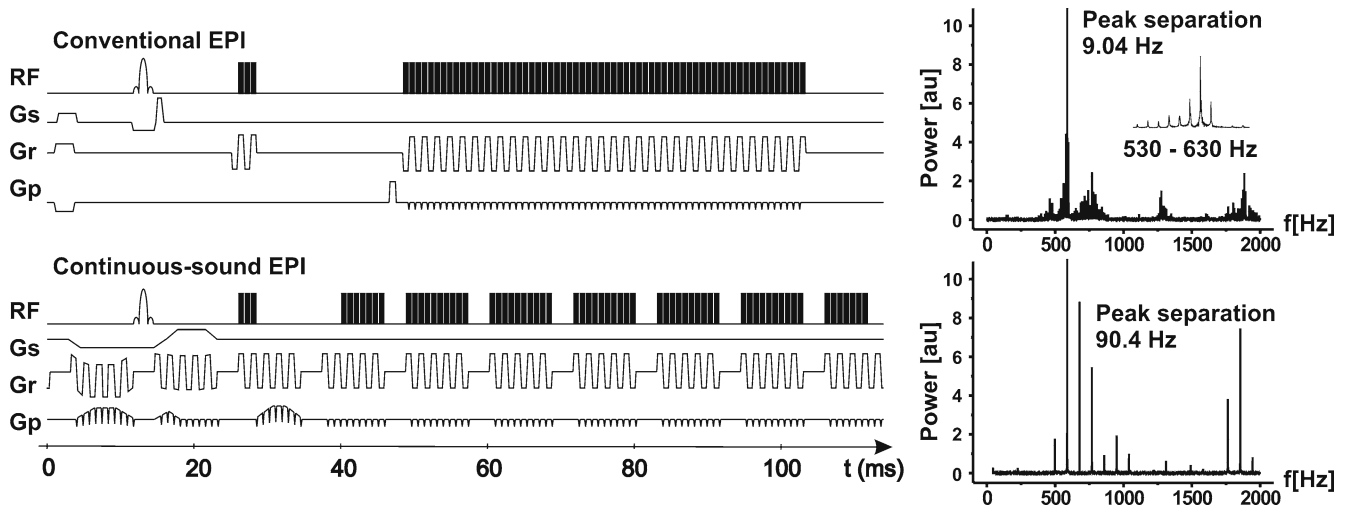 Conventional EPI
RF
Gs
Gr
Gp
Continuous-sound EPI
RF
Gs
Gr
Gp
0 20 40 60 80 100 t (ms)
Peak separation
9.04 Hz
530 - 630 Hz
Power [au]
10
8
6
4
2
0
0 500 1000 1500 2000 f[Hz]
Peak separation
90.4 Hz
Power [au]
10
8
6
4
2
0
0 500 1000 1500 2000 f[Hz]